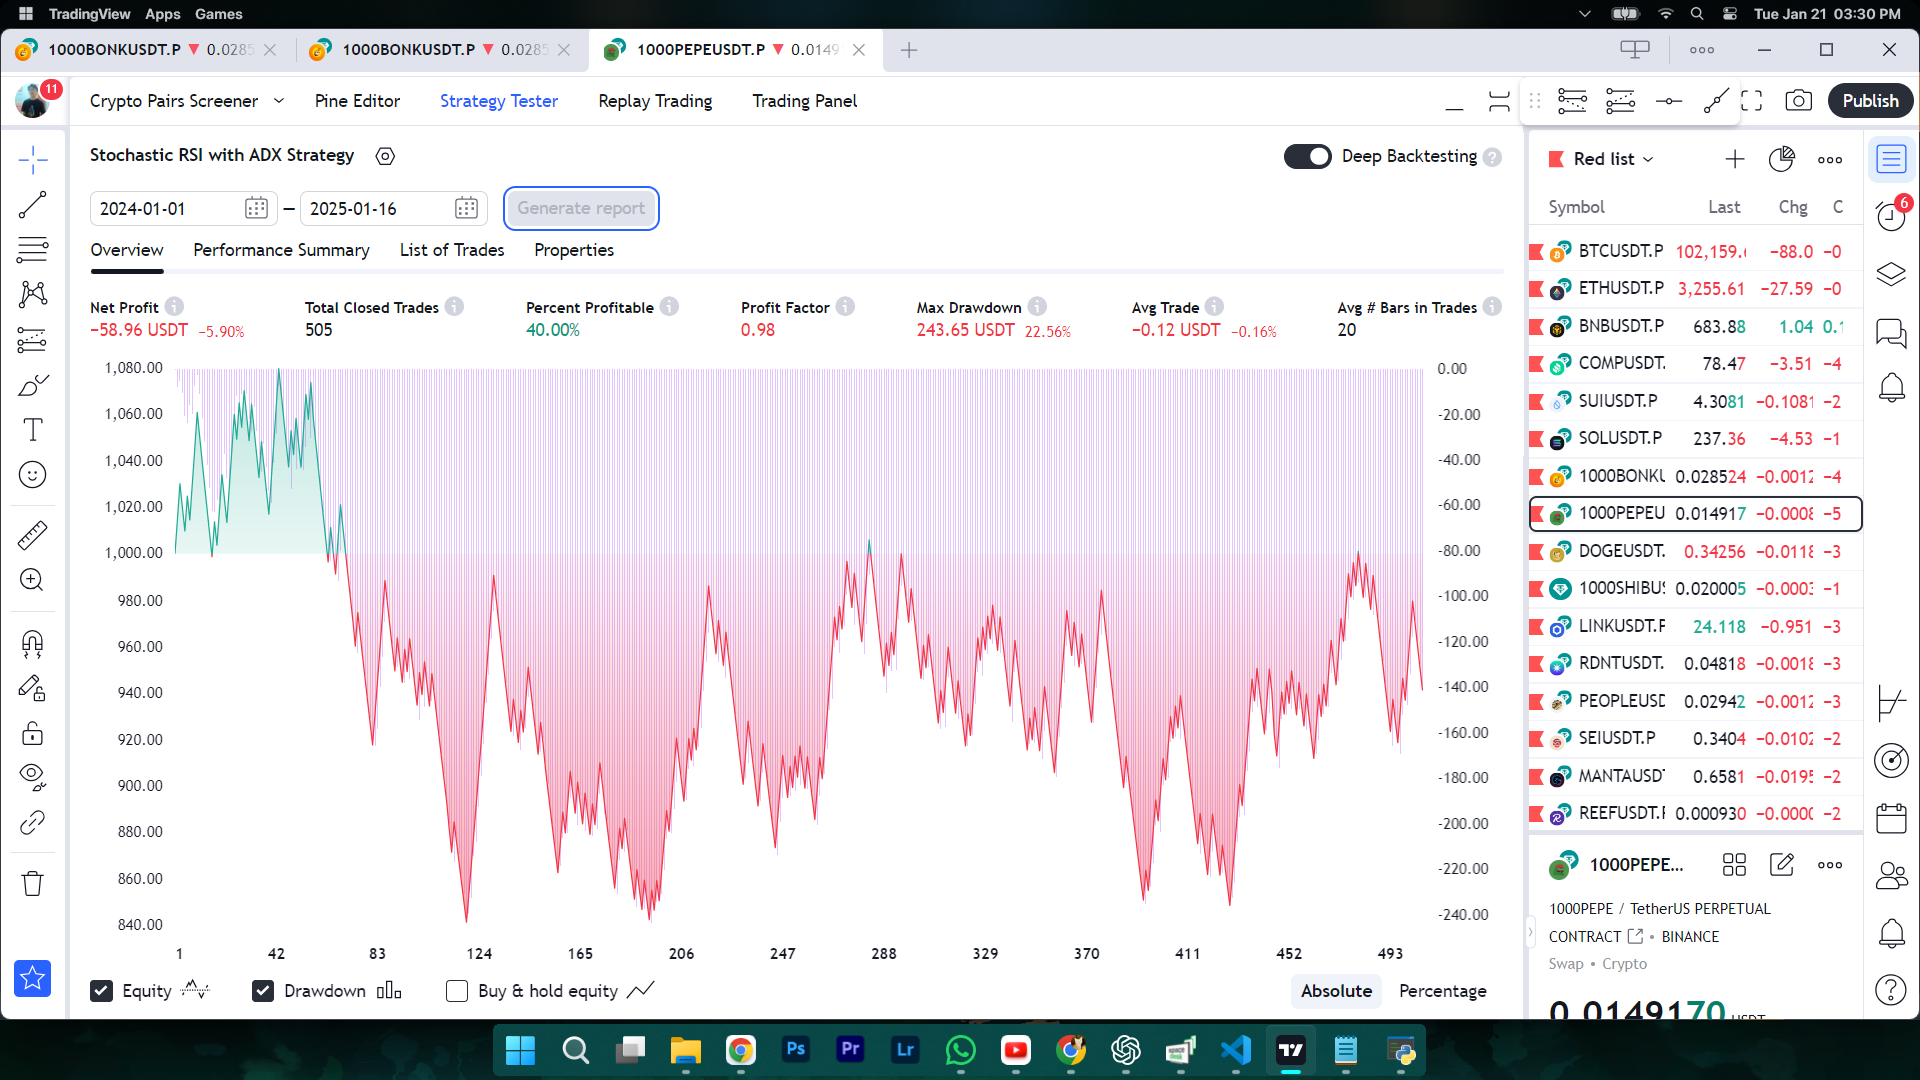 TradingView Apps Games Tue Jan 21 03:30 PM
1000BONKUSDT.P ▼ 0.0285 1000BONKUSDT.P ▼ 0.0285 1000PEPEUSDT.P ▼ 0.0149
11 Crypto Pairs Screener Pine Editor Strategy Tester Replay Trading Trading Panel Publish
Stochastic RSI with ADX Strategy Deep Backtesting ?
2024-01-01 – 2025-01-16 Generate report
Overview Performance Summary List of Trades Properties
Net Profit Total Closed Trades Percent Profitable Profit Factor Max Drawdown Avg Trade Avg # Bars in Trades
−58.96 USDT −5.90% 505 40.00% 0.98 243.65 USDT 22.56% −0.12 USDT −0.16% 20
1,080.00
1,060.00
1,040.00
1,020.00
1,000.00
980.00
960.00
940.00
920.00
900.00
880.00
860.00
840.00
0.00
-20.00
-40.00
-60.00
-80.00
-100.00
-120.00
-140.00
-160.00
-180.00
-200.00
-220.00
-240.00
1 42 83 124 165 206 247 288 329 370 411 452 493
Equity Drawdown Buy & hold equity Absolute Percentage
Red list
Symbol Last Chg C
6
BTCUSDT.P 102,159. −88.0 −0
ETHUSDT.P 3,255.61 −27.59 −0
BNBUSDT.P 683.88 1.04 0.1
COMPUSDT. 78.47 −3.51 −4
SUIUSDT.P 4.3081 −0.1081 −2
SOLUSDT.P 237.36 −4.53 −1
1000BONKU 0.028524 −0.0012 −4
1000PEPEU 0.014917 −0.0008 −5
DOGEUSDT. 0.34256 −0.0118 −3
1000SHIBUS 0.020005 −0.0003 −1
LINKUSDT.P 24.118 −0.951 −3
RDNTUSDT. 0.04818 −0.0018 −3
PEOPLEUSD 0.02942 −0.0012 −3
SEIUSDT.P 0.3404 −0.0102 −2
MANTAUSDT 0.6581 −0.0195 −2
REEFUSDT.P 0.000930 −0.0000 −2
1000PEPE...
1000PEPE / TetherUS PERPETUAL
CONTRACT • BINANCE
Swap • Crypto
0.0149170 USDT
Ps Pr Lr